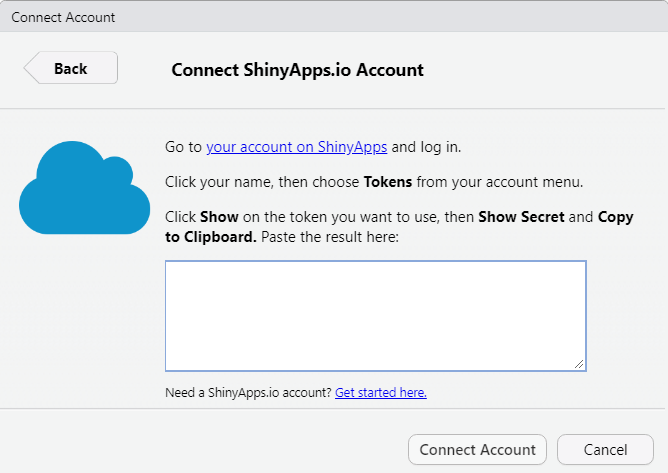 Connect Account
Back
Connect ShinyApps.io Account
Go to your account on ShinyApps and log in.
Click your name, then choose Tokens from your account menu.
Click Show on the token you want to use, then Show Secret and Copy
to Clipboard. Paste the result here:
Need a ShinyApps.io account? Get started here.
Connect Account
Cancel